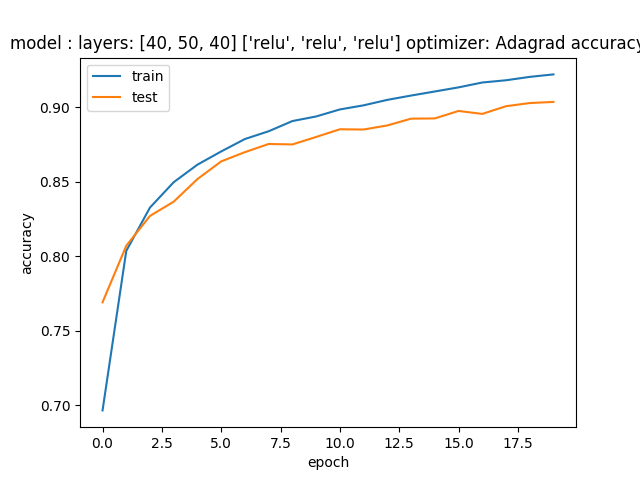 model : layers: [40, 50, 40] ['relu', 'relu', 'relu'] optimizer: Adagrad accuracy
train
test
0.90
0.85
0.80
0.75
0.70
accuracy
0.0 2.5 5.0 7.5 10.0 12.5 15.0 17.5
epoch